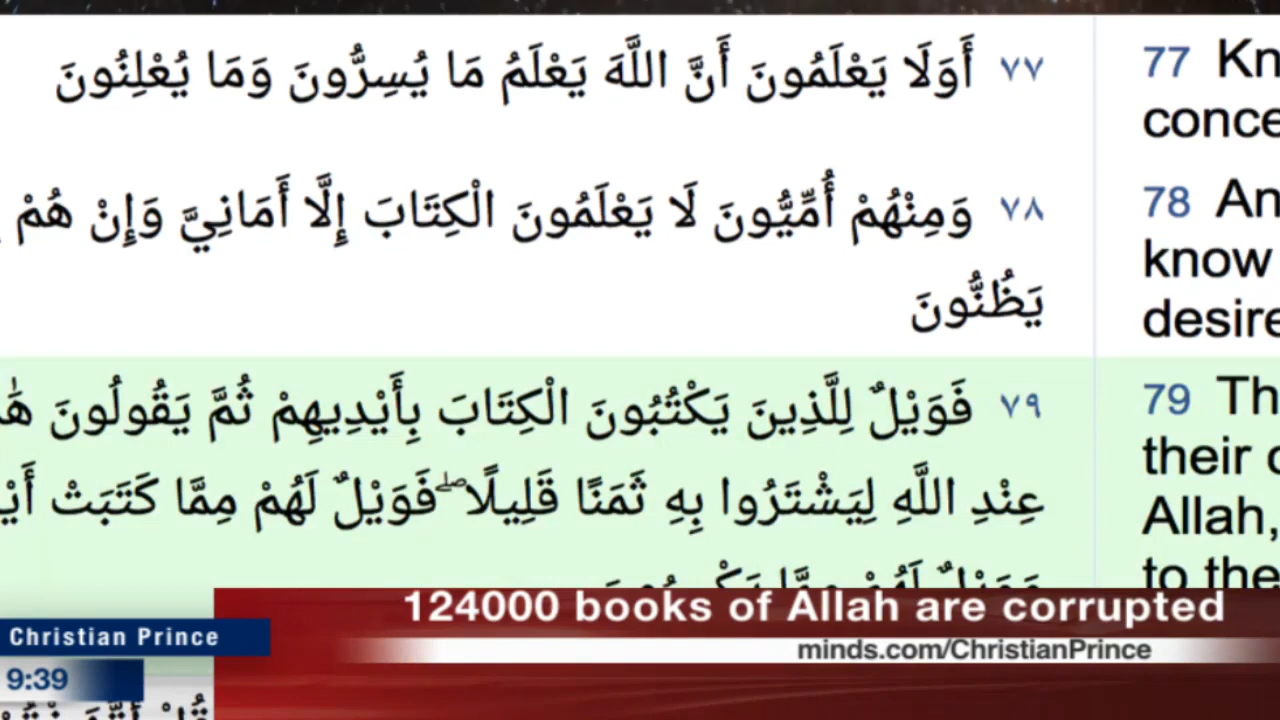 ٧٧ أَوَلَا يَعْلَمُونَ أَنَّ اللَّهَ يَعْلَمُ مَا يُسِرُّونَ وَمَا يُعْلِنُونَ
٧٨ وَمِنْهُمْ أُمِّيُّونَ لَا يَعْلَمُونَ الْكِتَابَ إِلَّا أَمَانِيَّ وَإِنْ هُمْ
يَظُنُّونَ
٧٩ فَوَيْلٌ لِلَّذِينَ يَكْتُبُونَ الْكِتَابَ بِأَيْدِيهِمْ ثُمَّ يَقُولُونَ
عِنْدِ اللَّهِ لِيَشْتَرُوا بِهِ ثَمَنًا قَلِيلًا ۖ فَوَيْلٌ لَهُمْ مِمَّا كَتَبَتْ
77 Kn
conce
78 An
know
desire
79 Th
their
Allah,
to the
124000 books of Allah are corrupted
minds.com/ChristianPrince
Christian Prince
9:39